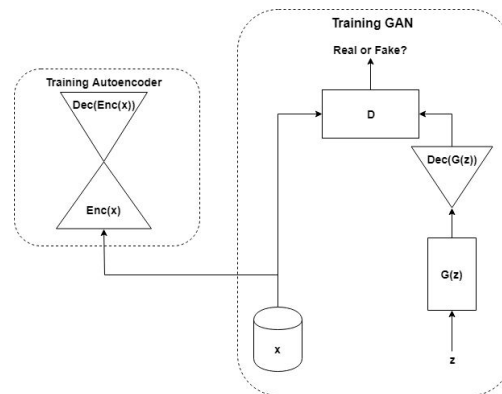 Training GAN
Real or Fake?
Training Autoencoder
Dec(Enc(x))
D
Dec(G(z))
Enc(x)
G(z)
x
z